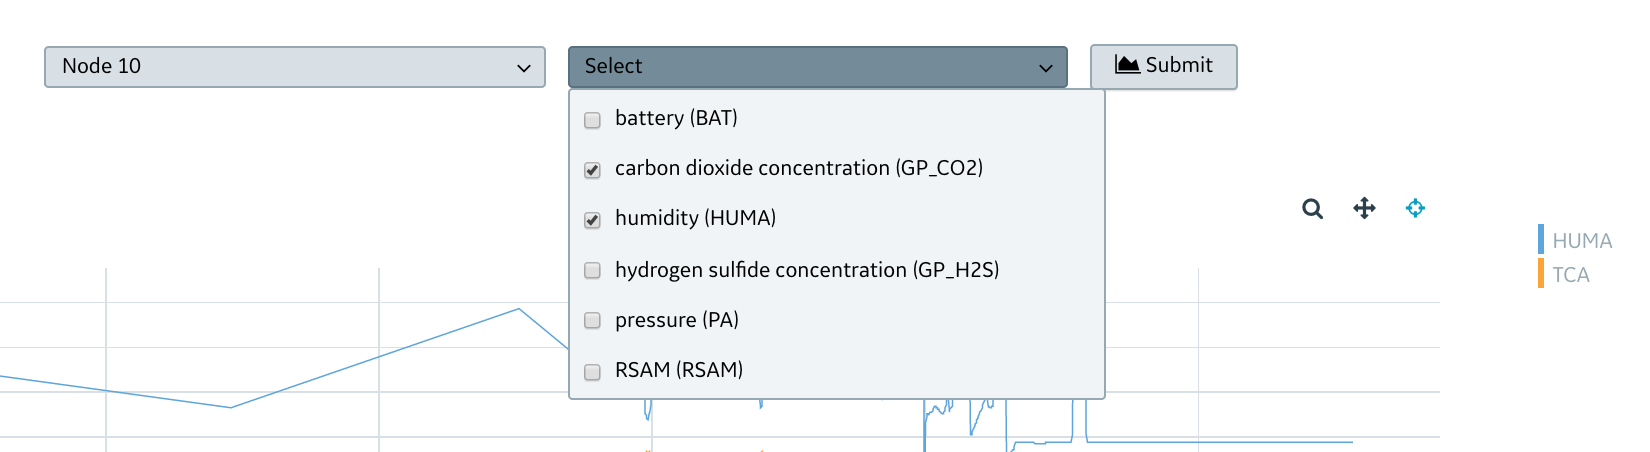 Node 10
Select
Submit
battery (BAT)
carbon dioxide concentration (GP_CO2)
humidity (HUMA)
hydrogen sulfide concentration (GP_H2S)
pressure (PA)
RSAM (RSAM)
HUMA
TCA